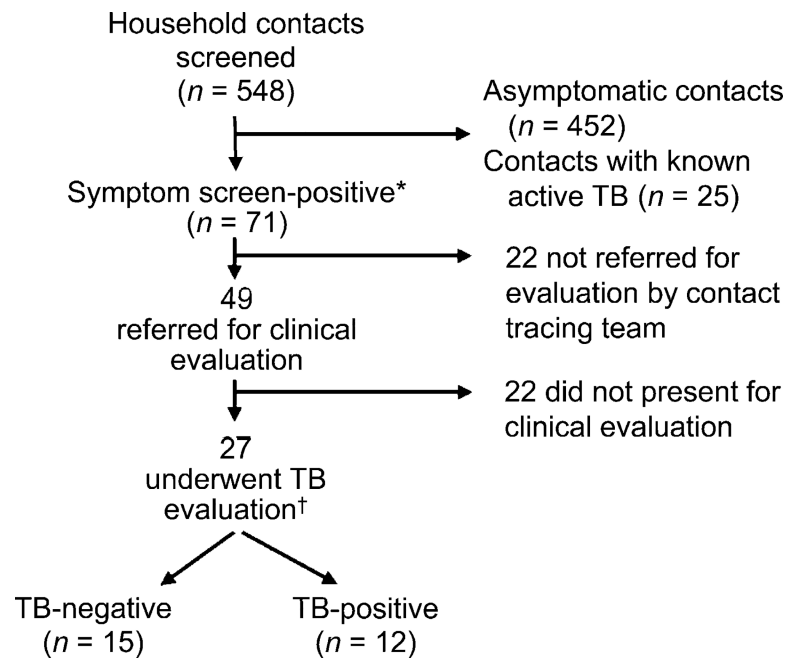 Household contacts
screened
(n = 548)
Asymptomatic contacts
(n = 452)
Contacts with known
active TB (n = 25)
Symptom screen-positive*
(n = 71)
22 not referred for
evaluation by contact
tracing team
49
referred for clinical
evaluation
22 did not present for
clinical evaluation
27
underwent TB
evaluation†
TB-negative
(n = 15)
TB-positive
(n = 12)